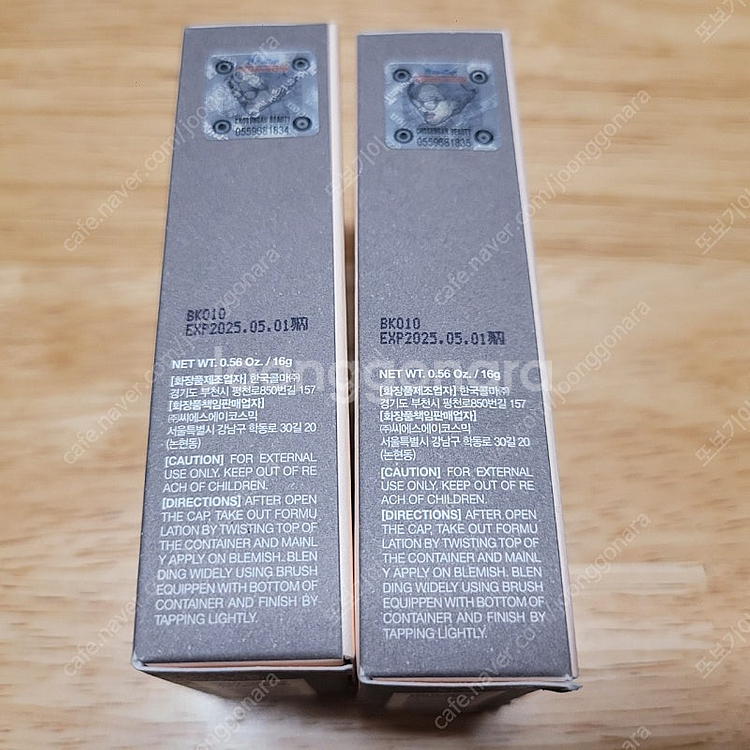 CHOSUNGAH BEAUTY
0559681834
BK010
EXP2025.05.01까지
NET WT. 0.56 Oz. / 16g
[화장품제조업자] 한국콜마㈜
경기도 부천시 평천로850번길 157
[화장품책임판매업자]
㈜씨에스에이코스믹
서울특별시 강남구 학동로 30길 20
(논현동)
[CAUTION] FOR EXTERNAL
USE ONLY. KEEP OUT OF RE
ACH OF CHILDREN.
[DIRECTIONS] AFTER OPEN
THE CAP, TAKE OUT FORMU
LATION BY TWISTING TOP OF
THE CONTAINER AND MAINL
Y APPLY ON BLEMISH. BLEN
DING WIDELY USING BRUSH
EQUIPPEN WITH BOTTOM OF
CONTAINER AND FINISH BY
TAPPING LIGHTLY.
CHOSUNGAH BEAUTY
0559681835
BK010
EXP2025.05.01까지
NET WT. 0.56 Oz. / 16g
[화장품제조업자] 한국콜마㈜
경기도 부천시 평천로850번길 157
[화장품책임판매업자]
㈜씨에스에이코스믹
서울특별시 강남구 학동로 30길 20
(논현동)
[CAUTION] FOR EXTERNAL
USE ONLY. KEEP OUT OF RE
ACH OF CHILDREN.
[DIRECTIONS] AFTER OPEN
THE CAP, TAKE OUT FORMU
LATION BY TWISTING TOP OF
THE CONTAINER AND MAINL
Y APPLY ON BLEMISH. BLEN
DING WIDELY USING BRUSH
EQUIPPEN WITH BOTTOM OF
CONTAINER AND FINISH BY
TAPPING LIGHTLY.
joonggonara
cafe.naver.com/joonggonara